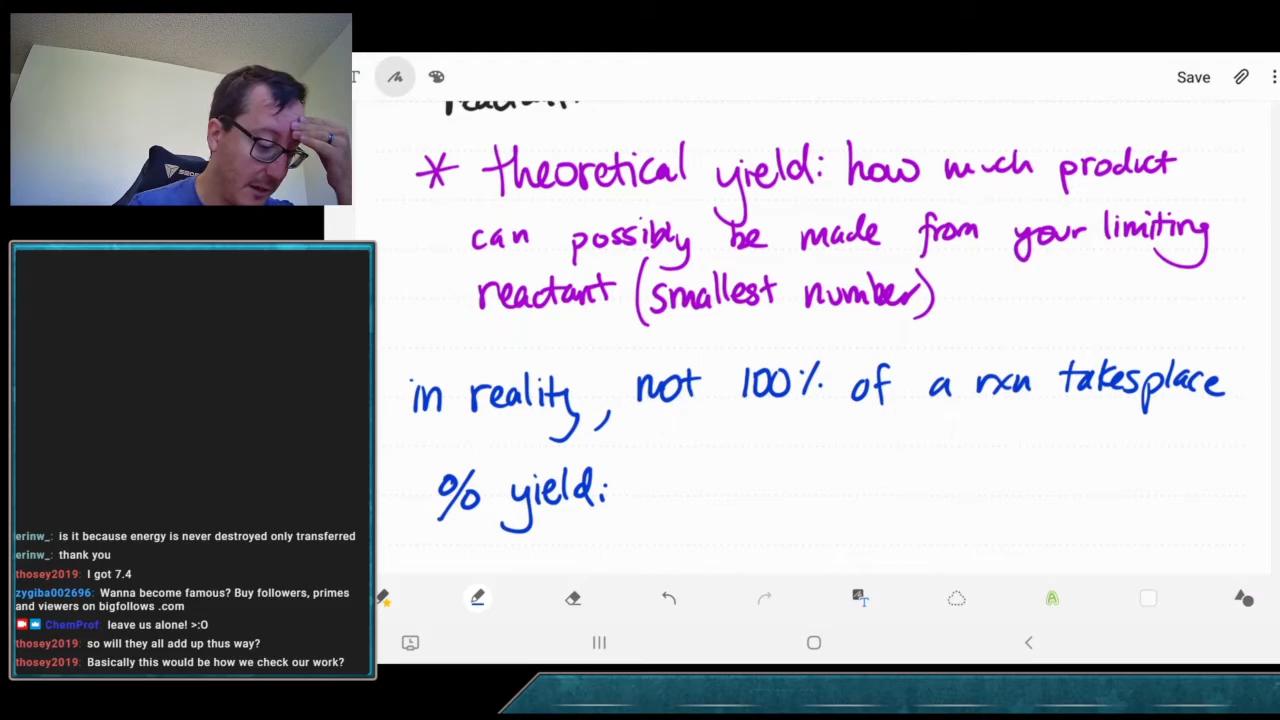 T
Save
reactant.
* theoretical yield: how much product
can possibly be made from your limiting
reactant (smallest number)
in reality, not 100% of a rxn takesplace
% yield:
erinw_: is it because energy is never destroyed only transferred
erinw_: thank you
thosey2019: I got 7.4
zygiba002696: Wanna become famous? Buy followers, primes
and viewers on bigfollows .com
ChemProf: leave us alone! >:O
thosey2019: so will they all add up thus way?
thosey2019: Basically this would be how we check our work?